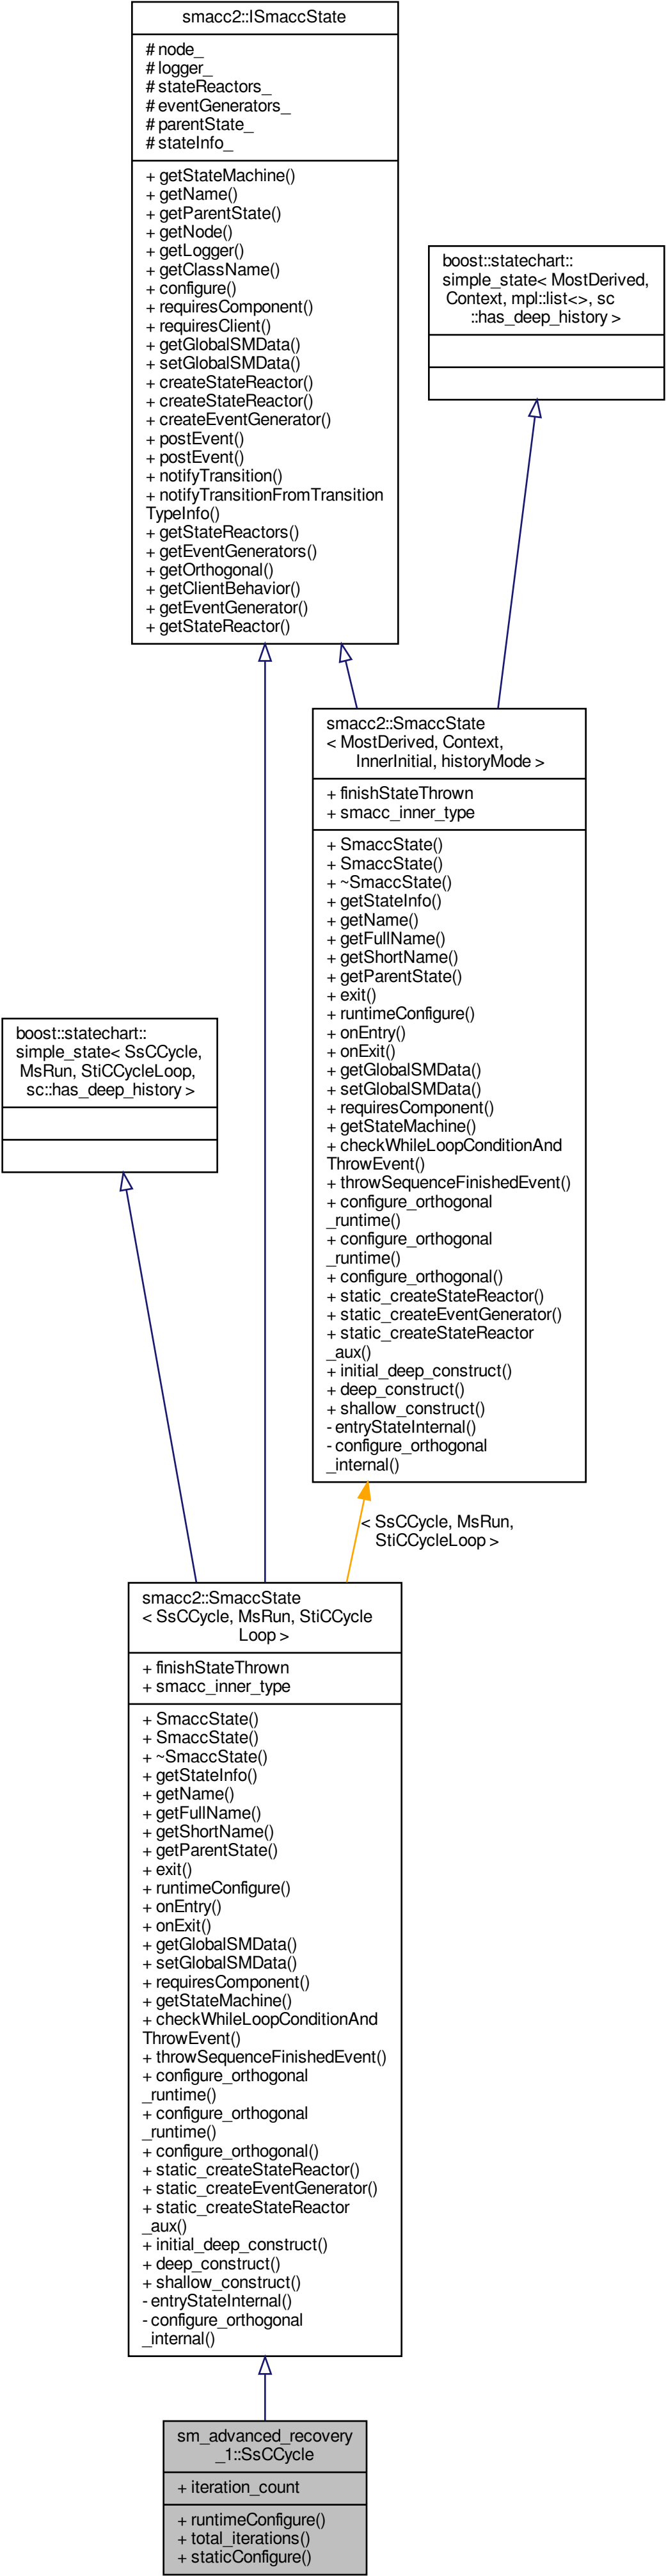 smacc2::ISmaccState
# node_
# logger_
# stateReactors_
# eventGenerators_
# parentState_
# stateInfo_
+ getStateMachine()
+ getName()
+ getParentState()
+ getNode()
+ getLogger()
+ getClassName()
+ configure()
+ requiresComponent()
+ requiresClient()
+ getGlobalSMData()
+ setGlobalSMData()
+ createStateReactor()
+ createStateReactor()
+ createEventGenerator()
+ postEvent()
+ postEvent()
+ notifyTransition()
+ notifyTransitionFromTransition
TypeInfo()
+ getStateReactors()
+ getEventGenerators()
+ getOrthogonal()
+ getClientBehavior()
+ getEventGenerator()
+ getStateReactor()
boost::statechart::
simple_state< MostDerived,
Context, mpl::list<>, sc
::has_deep_history >
smacc2::SmaccState
< MostDerived, Context,
InnerInitial, historyMode >
+ finishStateThrown
+ smacc_inner_type
+ SmaccState()
+ SmaccState()
+ ~SmaccState()
+ getStateInfo()
+ getName()
+ getFullName()
+ getShortName()
+ getParentState()
+ exit()
+ runtimeConfigure()
+ onEntry()
+ onExit()
+ getGlobalSMData()
+ setGlobalSMData()
+ requiresComponent()
+ getStateMachine()
+ checkWhileLoopConditionAnd
ThrowEvent()
+ throwSequenceFinishedEvent()
+ configure_orthogonal
_runtime()
+ configure_orthogonal
_runtime()
+ configure_orthogonal()
+ static_createStateReactor()
+ static_createEventGenerator()
+ static_createStateReactor
_aux()
+ initial_deep_construct()
+ deep_construct()
+ shallow_construct()
- entryStateInternal()
- configure_orthogonal
_internal()
boost::statechart::
simple_state< SsCCycle,
MsRun, StiCCycleLoop,
sc::has_deep_history >
< SsCCycle, MsRun,
StiCCycleLoop >
smacc2::SmaccState
< SsCCycle, MsRun, StiCCycle
Loop >
+ finishStateThrown
+ smacc_inner_type
+ SmaccState()
+ SmaccState()
+ ~SmaccState()
+ getStateInfo()
+ getName()
+ getFullName()
+ getShortName()
+ getParentState()
+ exit()
+ runtimeConfigure()
+ onEntry()
+ onExit()
+ getGlobalSMData()
+ setGlobalSMData()
+ requiresComponent()
+ getStateMachine()
+ checkWhileLoopConditionAnd
ThrowEvent()
+ throwSequenceFinishedEvent()
+ configure_orthogonal
_runtime()
+ configure_orthogonal
_runtime()
+ configure_orthogonal()
+ static_createStateReactor()
+ static_createEventGenerator()
+ static_createStateReactor
_aux()
+ initial_deep_construct()
+ deep_construct()
+ shallow_construct()
- entryStateInternal()
- configure_orthogonal
_internal()
sm_advanced_recovery
_1::SsCCycle
+ iteration_count
+ runtimeConfigure()
+ total_iterations()
+ staticConfigure()